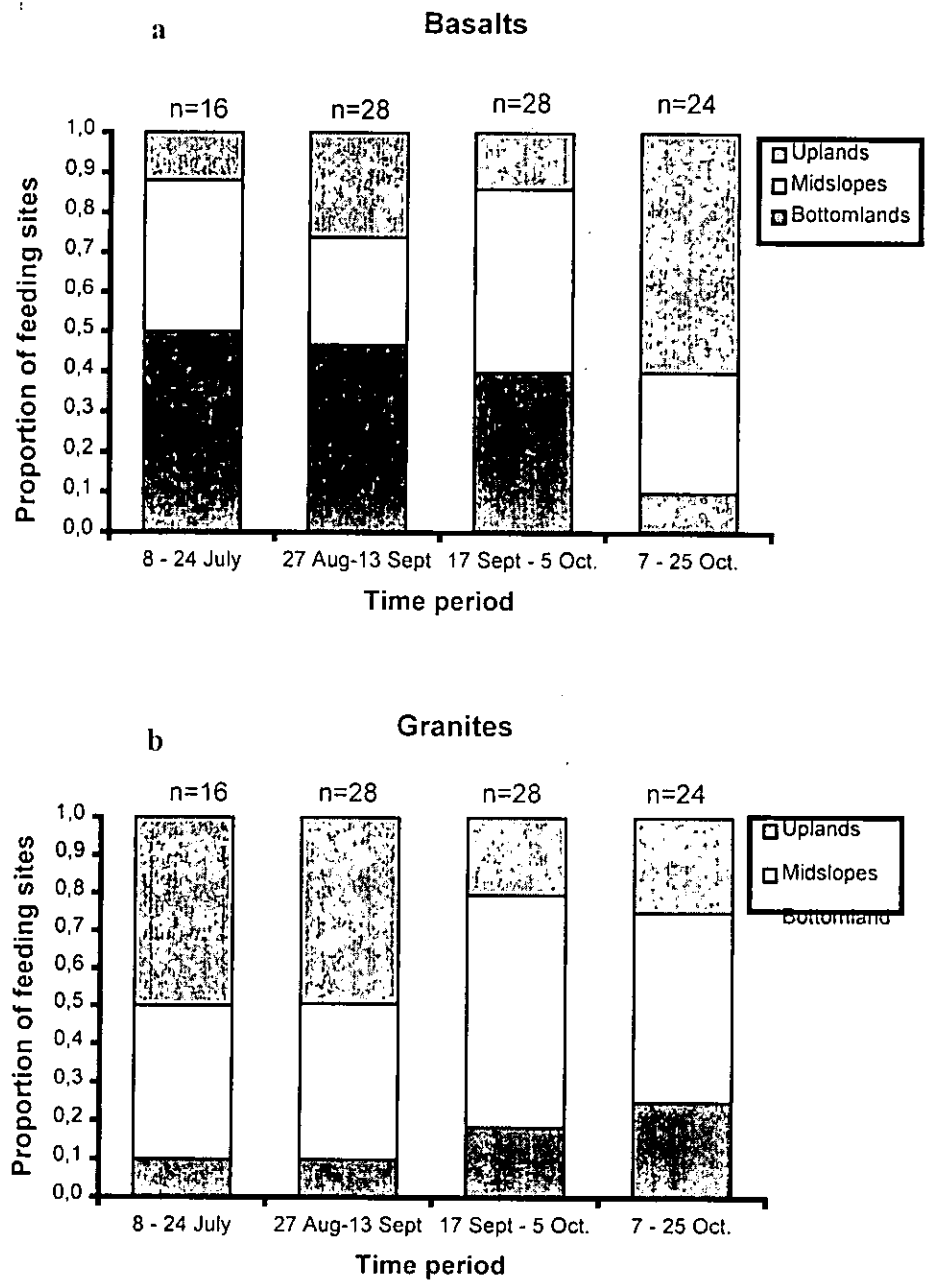 a
Basalts
n=16 n=28 n=28 n=24
1,0
0,9
0,8
0,7
0,6
0,5
0,4
0,3
0,2
0,1
0,0
Proportion of feeding sites
Uplands
Midslopes
Bottomlands
8 - 24 July 27 Aug-13 Sept 17 Sept - 5 Oct. 7 - 25 Oct.
Time period
b
Granites
n=16 n=28 n=28 n=24
1,0
0,9
0,8
0,7
0,6
0,5
0,4
0,3
0,2
0,1
0,0
Proportion of feeding sites
Uplands
Midslopes
Bottomland
8 - 24 July 27 Aug-13 Sept 17 Sept - 5 Oct. 7 - 25 Oct.
Time period